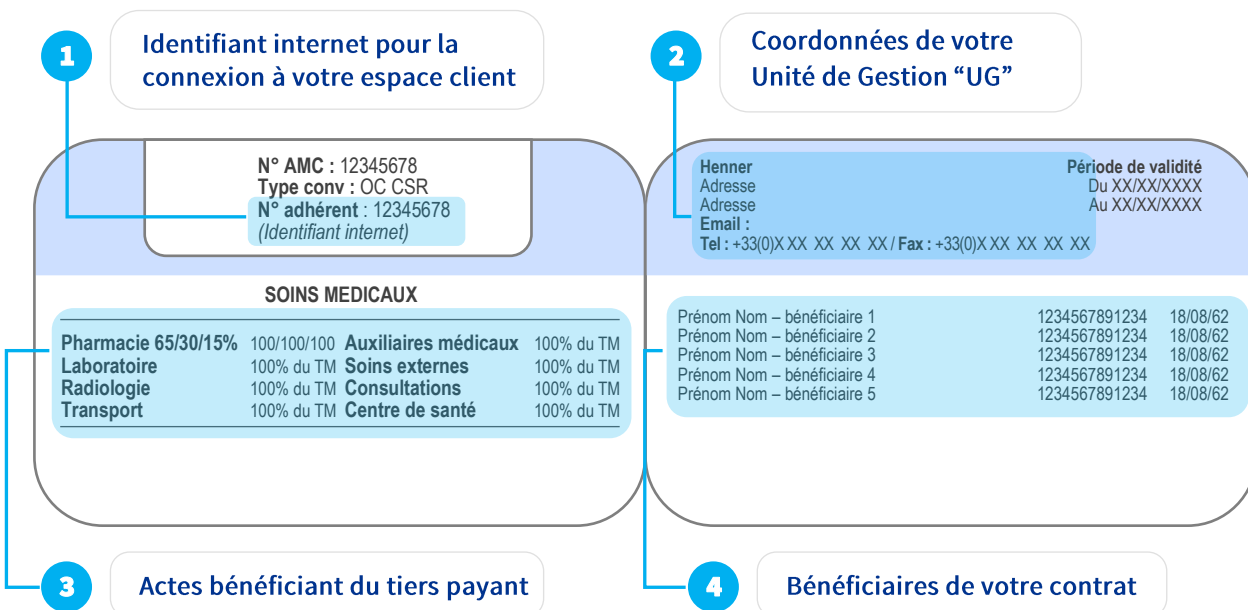 1
Identifiant internet pour la
connexion à votre espace client
2
Coordonnées de votre
Unité de Gestion “UG”
N° AMC : 12345678
Type conv : OC CSR
N° adhérent : 12345678
(Identifiant internet)
Henner
Adresse
Adresse
Email :
Tel : +33(0)X XX XX XX XX / Fax : +33(0)X XX XX XX XX
Période de validité
Du XX/XX/XXXX
Au XX/XX/XXXX
SOINS MEDICAUX
Pharmacie 65/30/15% 100/100/100 Auxiliaires médicaux 100% du TM
Laboratoire 100% du TM Soins externes 100% du TM
Radiologie 100% du TM Consultations 100% du TM
Transport 100% du TM Centre de santé 100% du TM
Prénom Nom – bénéficiaire 1 1234567891234 18/08/62
Prénom Nom – bénéficiaire 2 1234567891234 18/08/62
Prénom Nom – bénéficiaire 3 1234567891234 18/08/62
Prénom Nom – bénéficiaire 4 1234567891234 18/08/62
Prénom Nom – bénéficiaire 5 1234567891234 18/08/62
3
Actes bénéficiant du tiers payant
4
Bénéficiaires de votre contrat